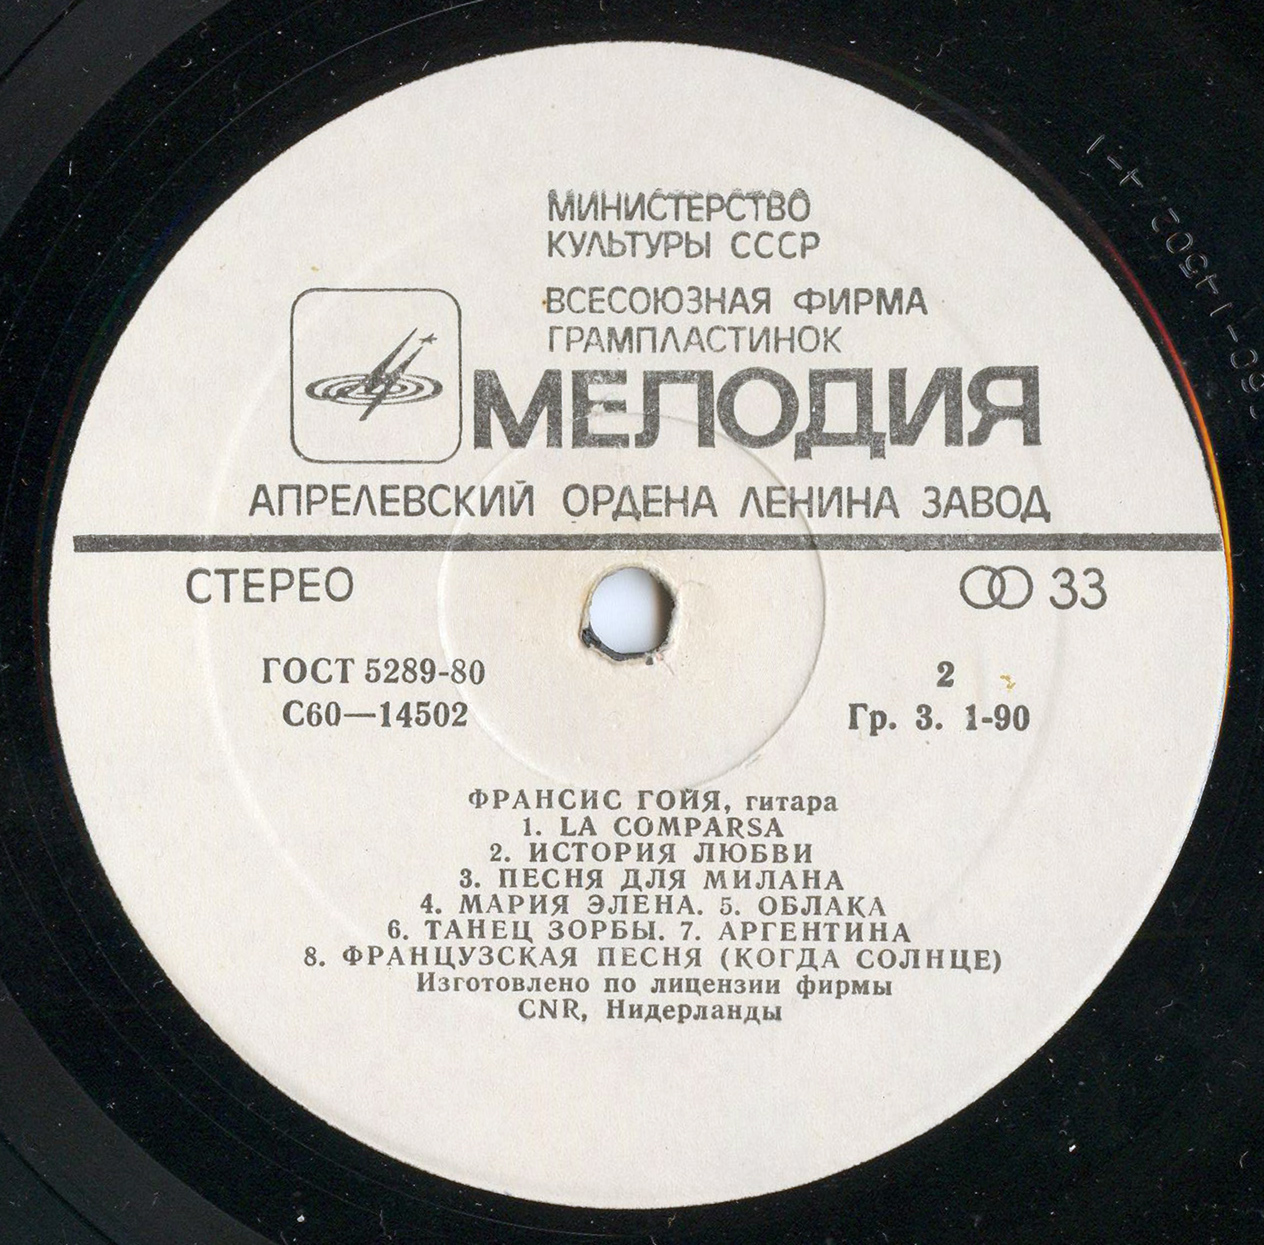 МИНИСТЕРСТВО
КУЛЬТУРЫ СССР
ВСЕСОЮЗНАЯ ФИРМА
ГРАМПЛАСТИНОК
МЕЛОДИЯ
АПРЕЛЕВСКИЙ ОРДЕНА ЛЕНИНА ЗАВОД
СТЕРЕО
33
ГОСТ 5289-80
2
С60—14502
Гр. 3. 1-90
ФРАНСИС ГОЙЯ, гитара
1. LA COMPARSA
2. ИСТОРИЯ ЛЮБВИ
3. ПЕСНЯ ДЛЯ МИЛАНА
4. МАРИЯ ЭЛЕНА. 5. ОБЛАКА
6. ТАНЕЦ ЗОРБЫ. 7. АРГЕНТИНА
8. ФРАНЦУЗСКАЯ ПЕСНЯ (КОГДА СОЛНЦЕ)
Изготовлено по лицензии фирмы
CNR, Нидерланды